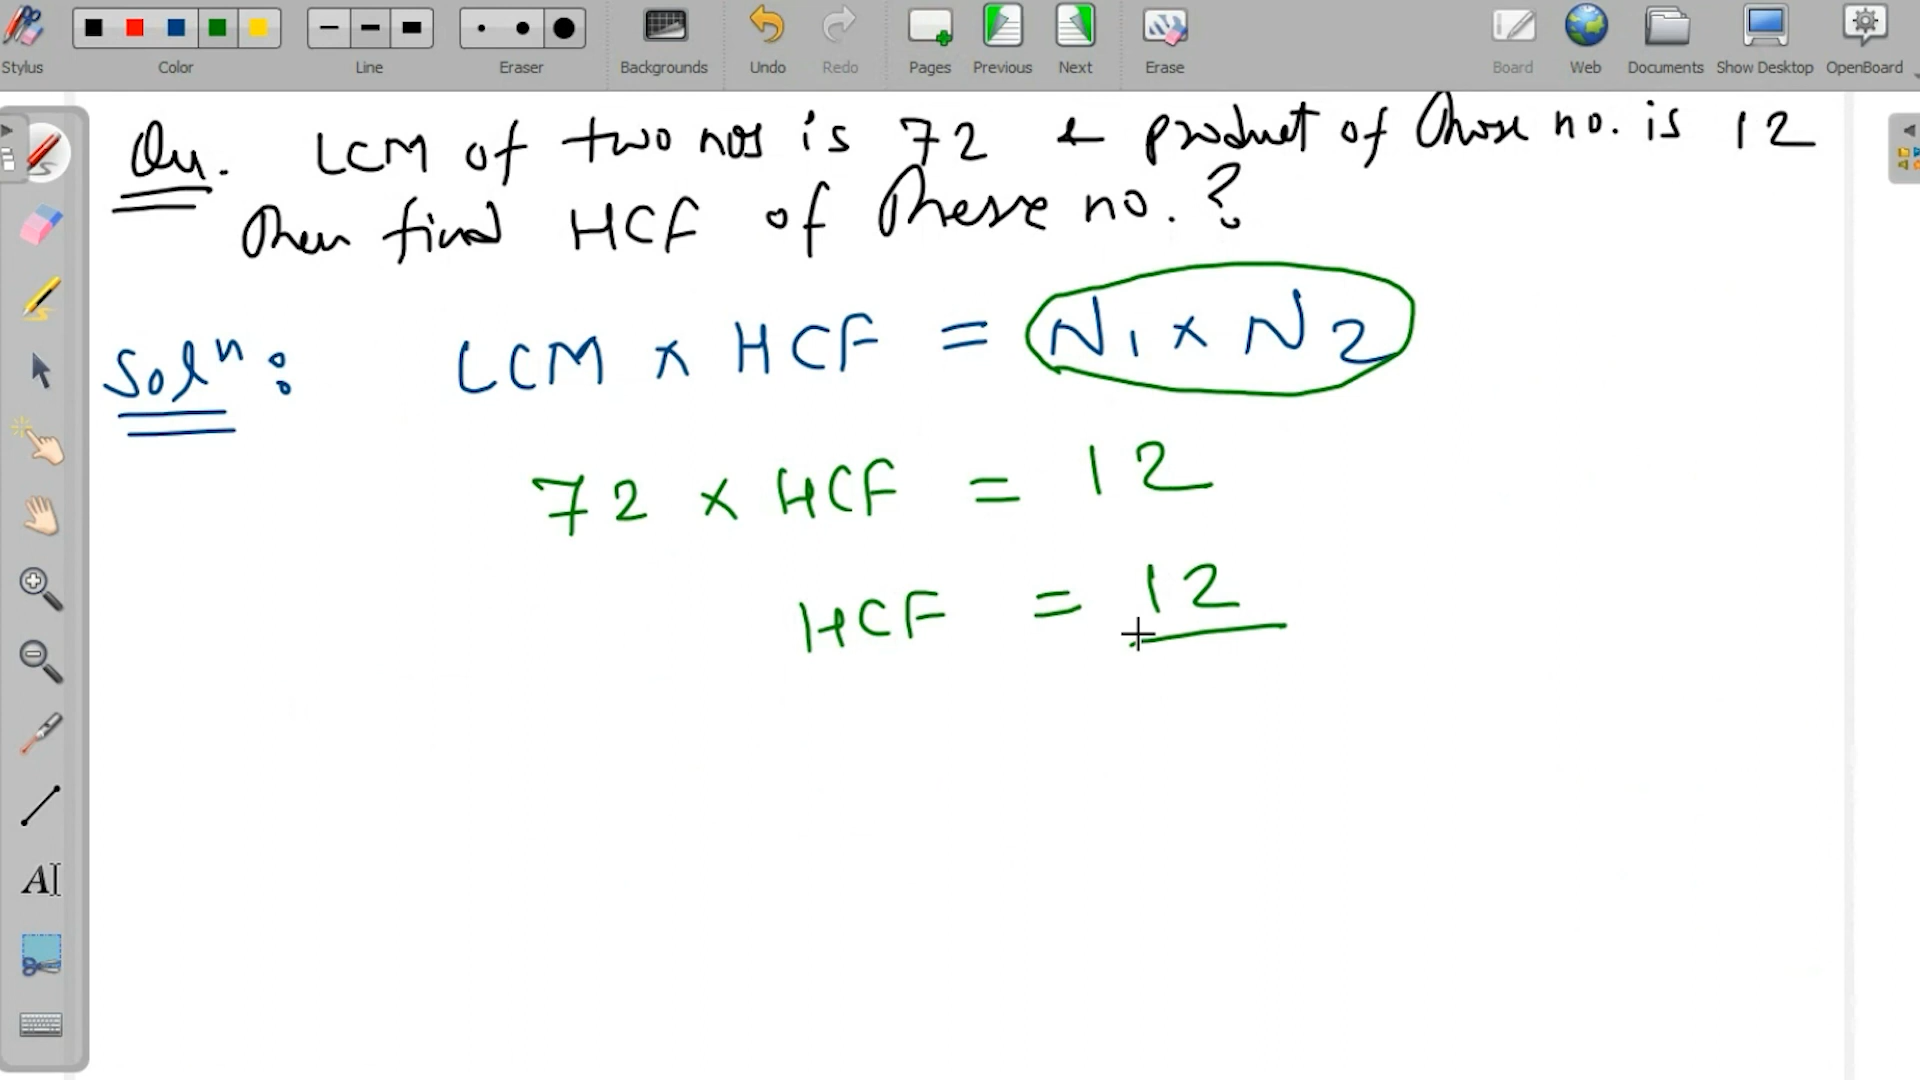 Stylus Color Line Eraser Backgrounds Undo Redo Pages Previous Next Erase Board Web Documents Show Desktop OpenBoard
Qu. LCM of two nos is 72 & product of those no. is 12
then find HCF of these no.?
Solⁿ: LCM × HCF = N₁ × N₂
72 × HCF = 12
HCF = 12
AI